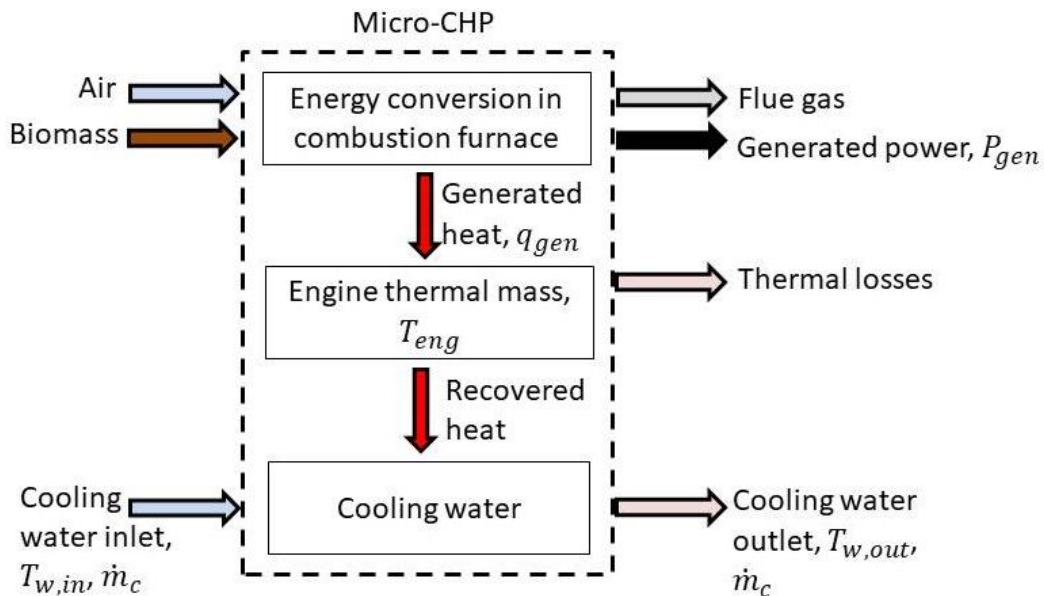 Micro-CHP
Air
Biomass
Energy conversion in
combustion furnace
Flue gas
Generated power, P_gen
Generated
heat, q_gen
Engine thermal mass,
T_eng
Thermal losses
Recovered
heat
Cooling
water inlet,
T_w,in, ṁ_c
Cooling water
Cooling water
outlet, T_w,out,
ṁ_c